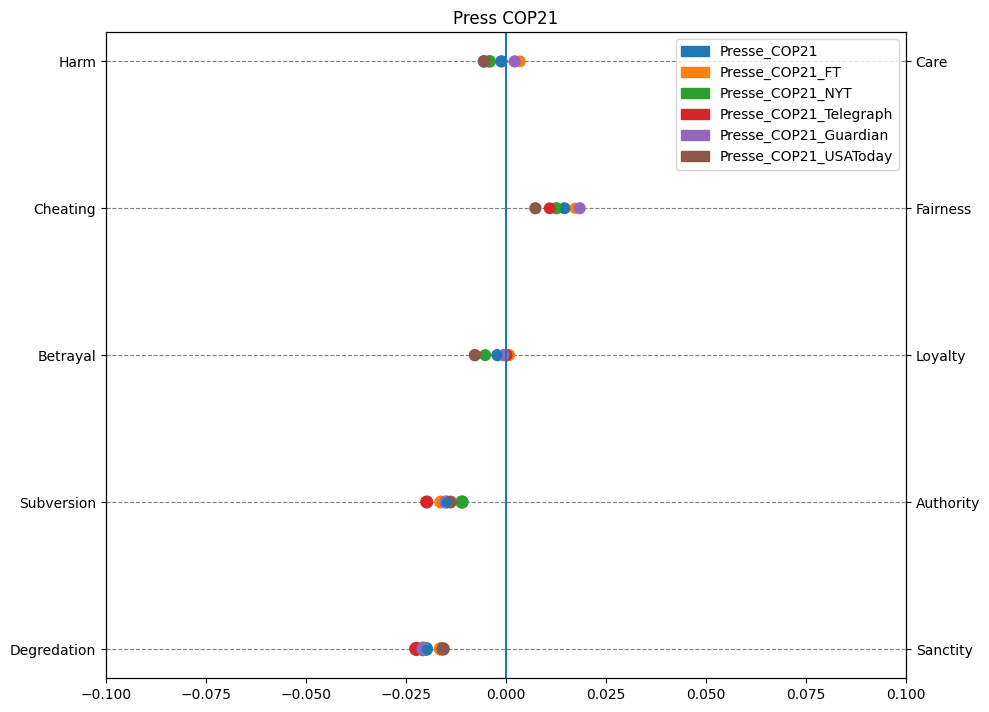 Press COP21
Harm
Care
Presse_COP21
Presse_COP21_FT
Presse_COP21_NYT
Presse_COP21_Telegraph
Presse_COP21_Guardian
Presse_COP21_USAToday
Cheating
Fairness
Betrayal
Loyalty
Subversion
Authority
Degredation
Sanctity
−0.100 −0.075 −0.050 −0.025 0.000 0.025 0.050 0.075 0.100